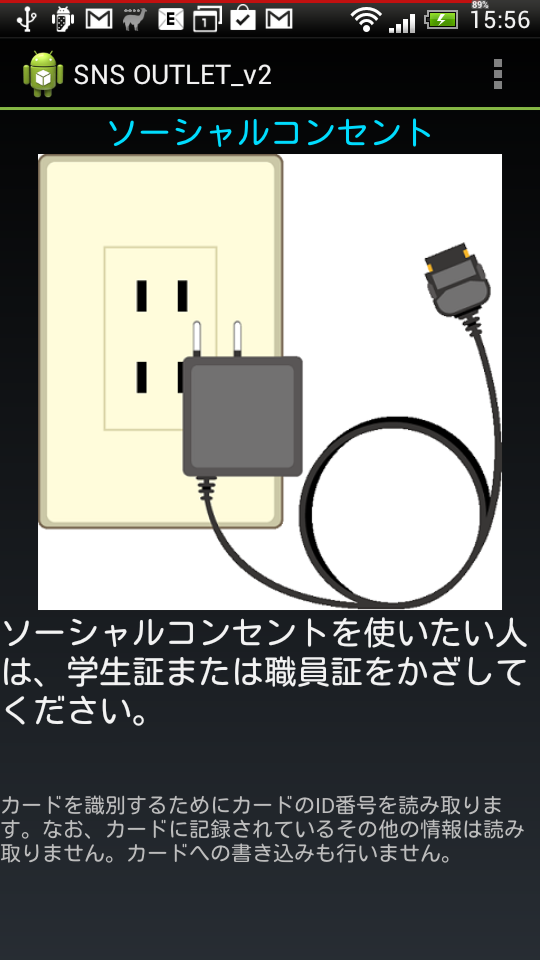 89%
15:56
SNS OUTLET_v2
ソーシャルコンセント
ソーシャルコンセントを使いたい人
は、学生証または職員証をかざして
ください。
カードを識別するためにカードのID番号を読み取りま
す。なお、カードに記録されているその他の情報は読み
取りません。カードへの書き込みも行いません。